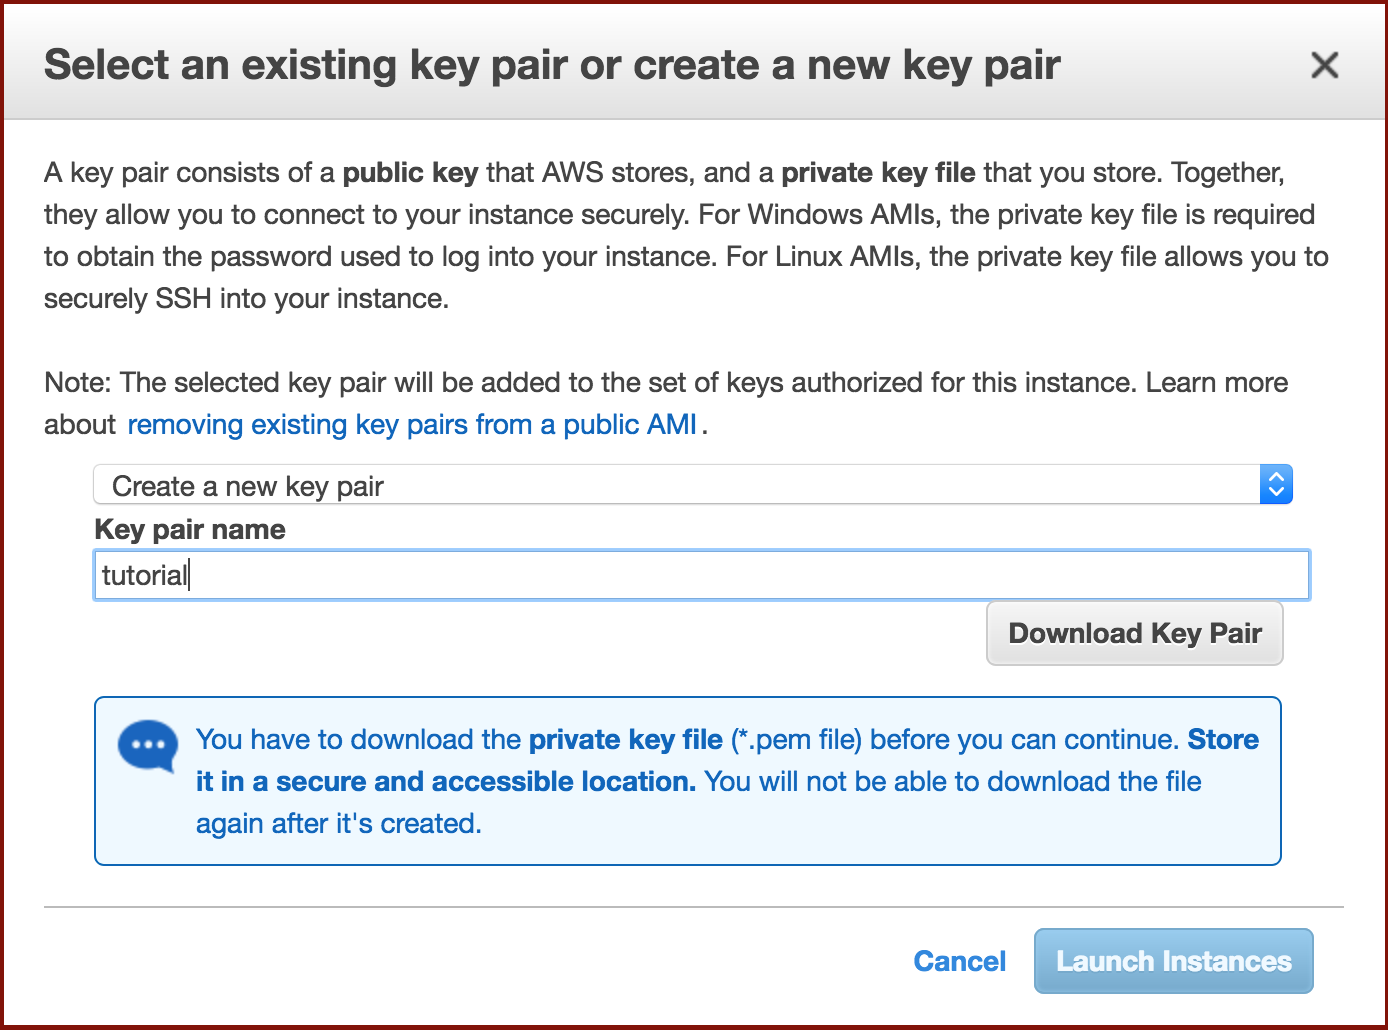 Select an existing key pair or create a new key pair
A key pair consists of a public key that AWS stores, and a private key file that you store. Together,
they allow you to connect to your instance securely. For Windows AMIs, the private key file is required
to obtain the password used to log into your instance. For Linux AMIs, the private key file allows you to
securely SSH into your instance.
Note: The selected key pair will be added to the set of keys authorized for this instance. Learn more
about removing existing key pairs from a public AMI .
Create a new key pair
Key pair name
tutorial
Download Key Pair
You have to download the private key file (*.pem file) before you can continue. Store
it in a secure and accessible location. You will not be able to download the file
again after it's created.
Cancel
Launch Instances